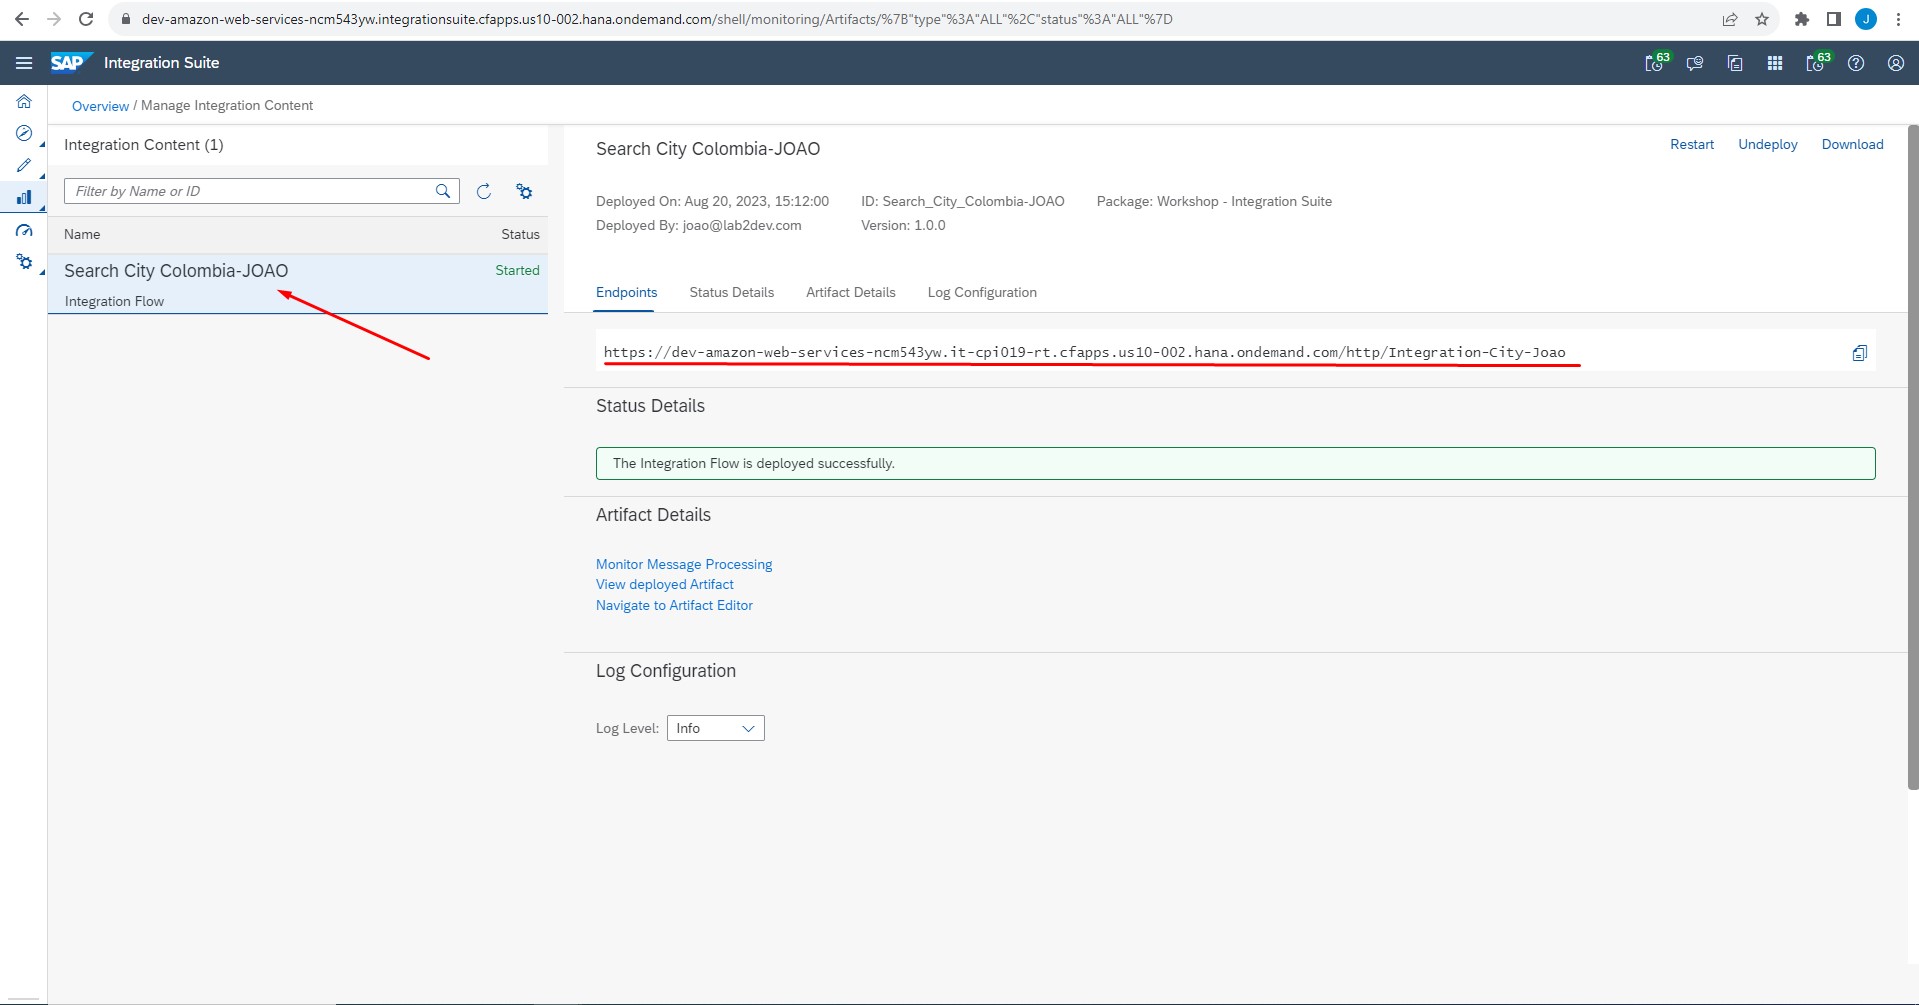 dev-amazon-web-services-ncm543yw.integrationsuite.cfapps.us10-002.hana.ondemand.com/shell/monitoring/Artifacts/%7B"type"%3A"ALL"%2C"status"%3A"ALL"%7D
J
SAP Integration Suite
63
63
Overview / Manage Integration Content
Integration Content (1)
Filter by Name or ID
Name Status
Search City Colombia-JOAO Started
Integration Flow
Search City Colombia-JOAO
Restart Undeploy Download
Deployed On: Aug 20, 2023, 15:12:00 ID: Search_City_Colombia-JOAO Package: Workshop - Integration Suite
Deployed By: joao@lab2dev.com Version: 1.0.0
Endpoints Status Details Artifact Details Log Configuration
https://dev-amazon-web-services-ncm543yw.it-cpi019-rt.cfapps.us10-002.hana.ondemand.com/http/Integration-City-Joao
Status Details
The Integration Flow is deployed successfully.
Artifact Details
Monitor Message Processing
View deployed Artifact
Navigate to Artifact Editor
Log Configuration
Log Level: Info